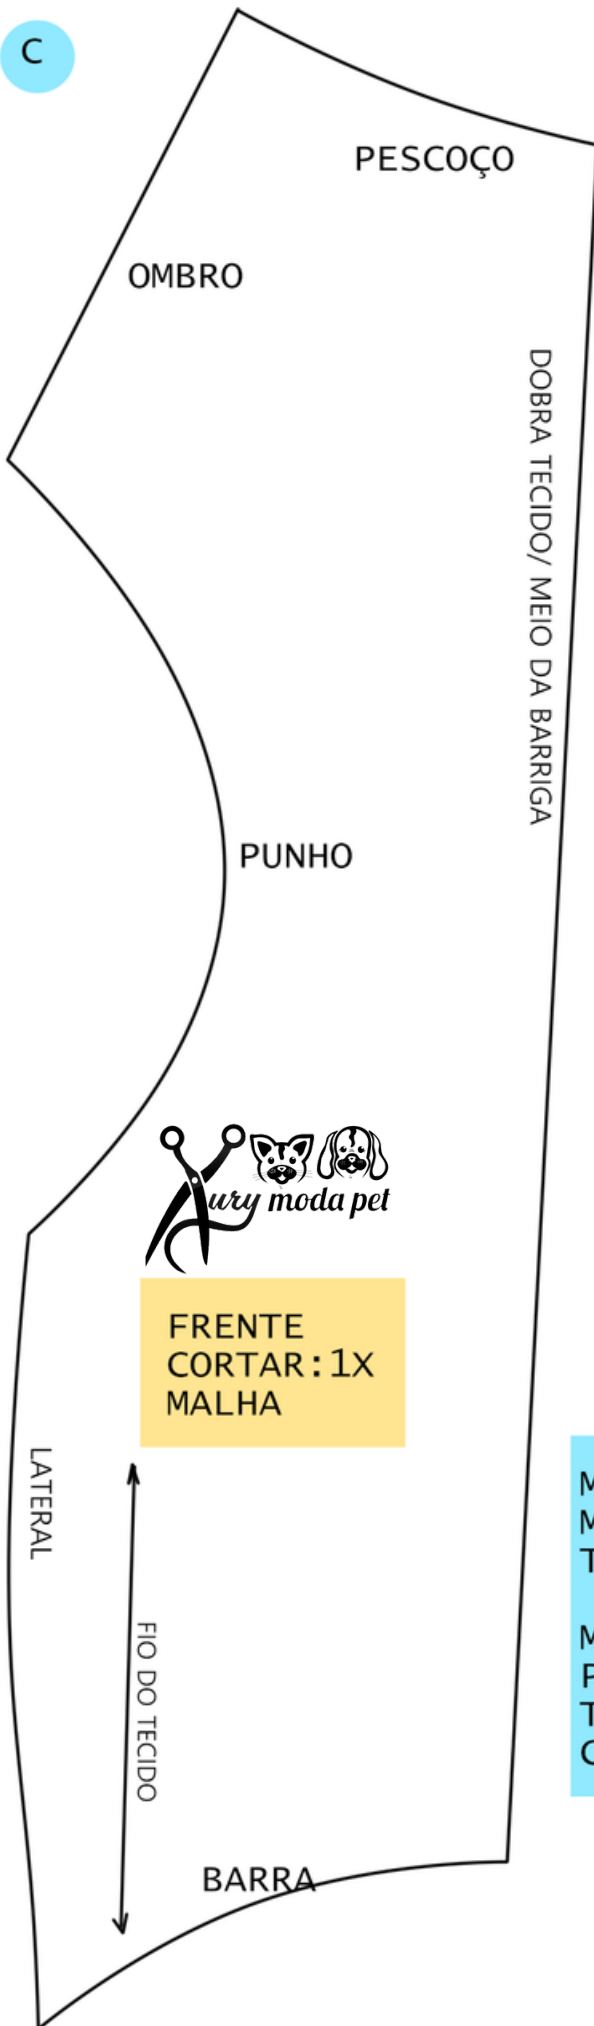 C
PESCOÇO
OMBRO
DOBRA TECIDO/ MEIO DA BARRIGA
PUNHO
Xury moda pet
FRENTE
CORTAR:1X
MALHA
LATERAL
FIO DO TECIDO
BARRA